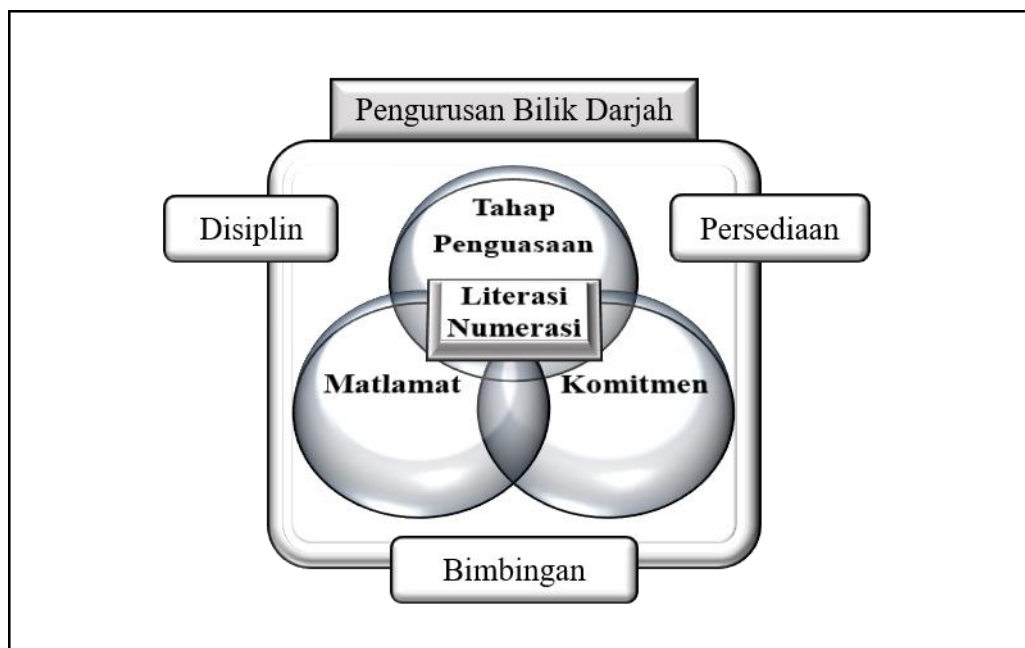 Pengurusan Bilik Darjah
Disiplin
Persediaan
Tahap
Penguasaan
Literasi
Numerasi
Matlamat
Komitmen
Bimbingan